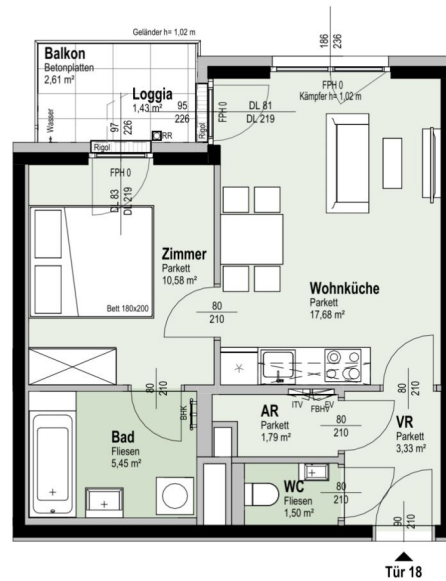 Geländer h= 1,02 m
186
236
Balkon
Betonplatten
2,61 m²
Loggia
1,43 m²
95
226
Rigol
FPH 0
DL 81
DL 219
FPH 0
Kämpfer h= 1,02 m
Wasser
97
226
RR
Rigol
FPH 0
DL 83
DL 219
Zimmer
Parkett
10,58 m²
Bett 180x200
Wohnküche
Parkett
17,68 m²
80
210
80
210
BHK
ITV
FBHV
EV
80
210
Bad
Fliesen
5,45 m²
AR
Parkett
1,79 m²
80
210
VR
Parkett
3,33 m²
WC
Fliesen
1,50 m²
80
210
90
210
Tür 18